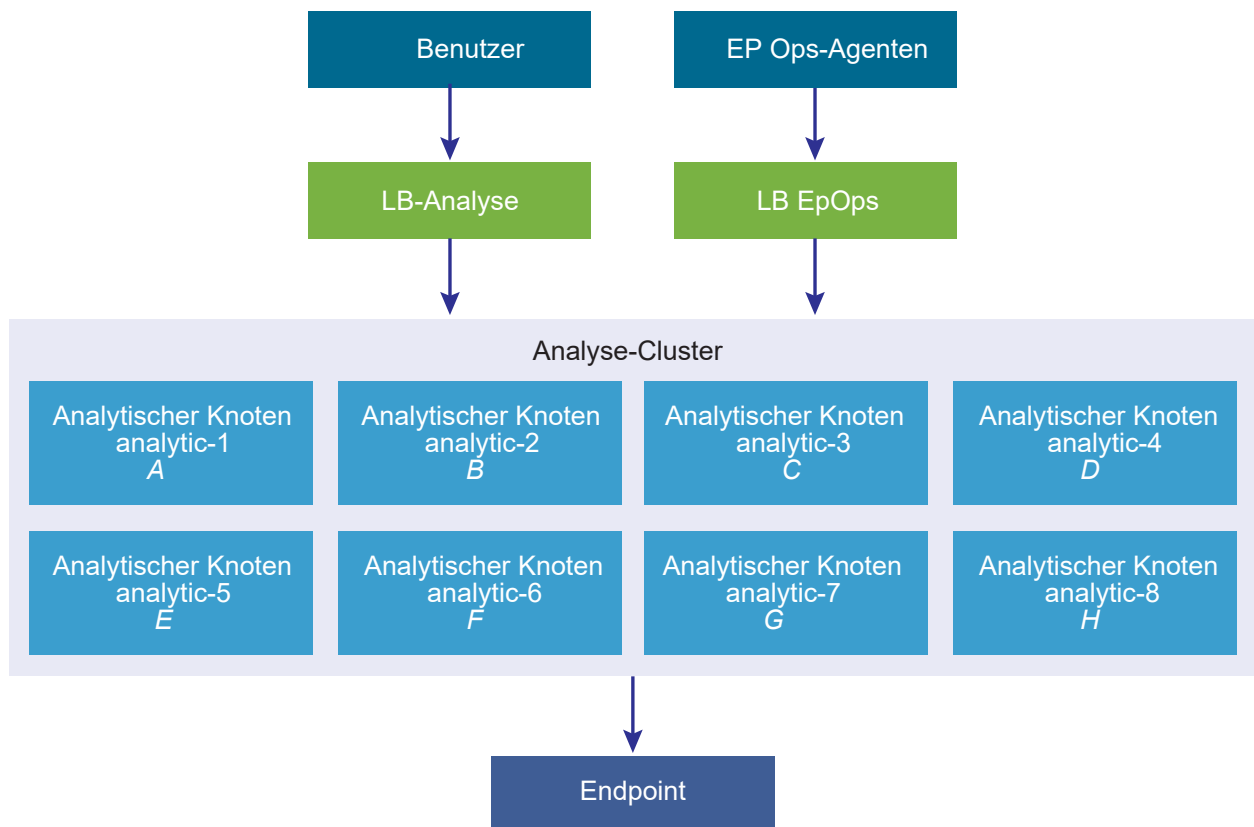 Benutzer
EP Ops-Agenten
LB-Analyse
LB EpOps
Analyse-Cluster
Analytischer Knoten
analytic-1
A
Analytischer Knoten
analytic-2
B
Analytischer Knoten
analytic-3
C
Analytischer Knoten
analytic-4
D
Analytischer Knoten
analytic-5
E
Analytischer Knoten
analytic-6
F
Analytischer Knoten
analytic-7
G
Analytischer Knoten
analytic-8
H
Endpoint